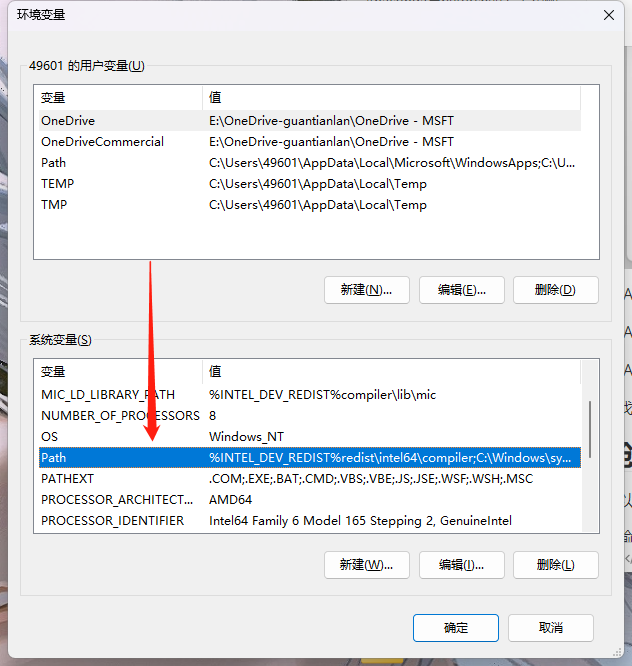 环境变量
49601 的用户变量(U)
变量 值
OneDrive E:\OneDrive-guantianlan\OneDrive - MSFT
OneDriveCommercial E:\OneDrive-guantianlan\OneDrive - MSFT
Path C:\Users\49601\AppData\Local\Microsoft\WindowsApps;C:\U...
TEMP C:\Users\49601\AppData\Local\Temp
TMP C:\Users\49601\AppData\Local\Temp
新建(N)... 编辑(E)... 删除(D)
系统变量(S)
变量 值
MIC_LD_LIBRARY_PATH %INTEL_DEV_REDIST%compiler\lib\mic
NUMBER_OF_PROCESSORS 8
OS Windows_NT
Path %INTEL_DEV_REDIST%redist\intel64\compiler;C:\Windows\sy...
PATHEXT .COM;.EXE;.BAT;.CMD;.VBS;.VBE;.JS;.JSE;.WSF;.WSH;.MSC
PROCESSOR_ARCHITECT... AMD64
PROCESSOR_IDENTIFIER Intel64 Family 6 Model 165 Stepping 2, GenuineIntel
新建(W)... 编辑(I)... 删除(L)
确定 取消